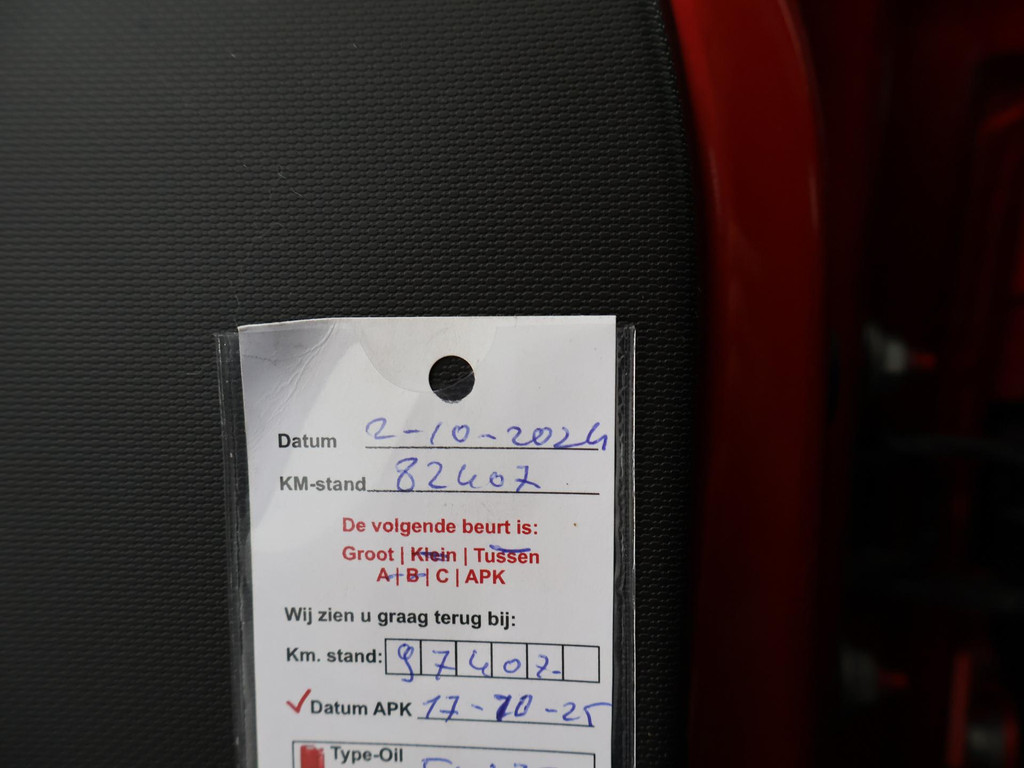 Datum 2-10-2024
KM-stand 82407
De volgende beurt is:
Groot | Klein | Tussen
A | B | C | APK
Wij zien u graag terug bij:
Km. stand: 97407
Datum APK 17-10-25
Type-Oil